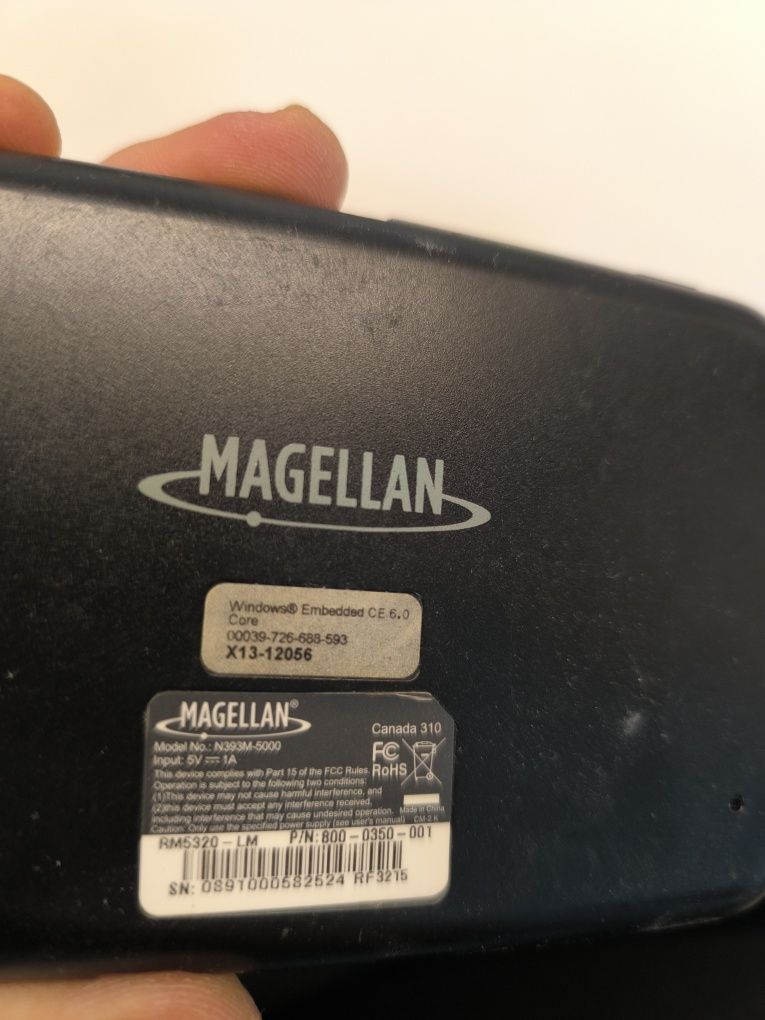 MAGELLAN
Windows® Embedded CE 6.0
Core
00039-726-688-593
X13-12056
MAGELLAN®
Canada 310
Model No.: N393M-5000
Input: 5V⎓1A
FC
RoHS
This device complies with Part 15 of the FCC Rules.
Operation is subject to the following two conditions:
(1)This device may not cause harmful interference, and
(2)this device must accept any interference received,
including interference that may cause undesired operation.
Made in China
Caution: Only use the specified power supply (see user's manual)
CM-2 K
RM5320-LM P/N:800-0350-001
SN: 0891000582524 RF3215